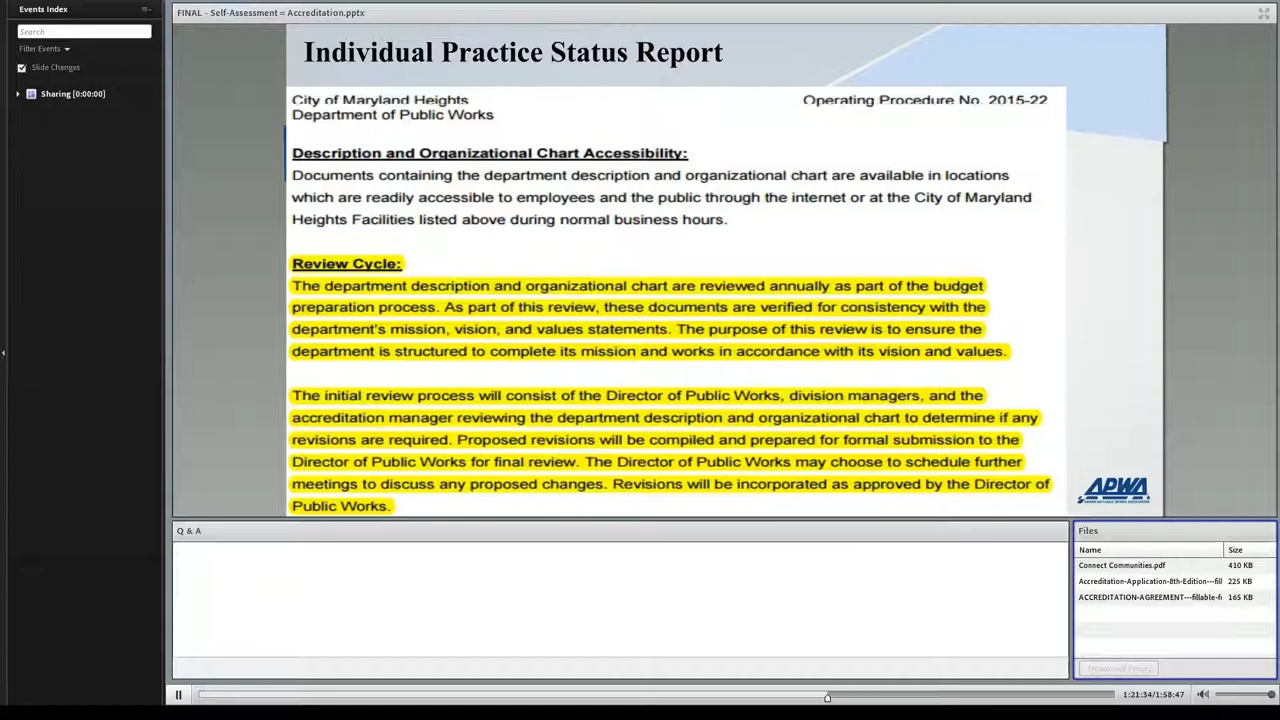 Events Index
Search
Filter Events
Slide Changes
Sharing [0:00:00]
FINAL - Self-Assessment = Accreditation.pptx
Individual Practice Status Report
City of Maryland Heights Operating Procedure No. 2015-22
Department of Public Works
Description and Organizational Chart Accessibility:
Documents containing the department description and organizational chart are available in locations
which are readily accessible to employees and the public through the internet or at the City of Maryland
Heights Facilities listed above during normal business hours.
Review Cycle:
The department description and organizational chart are reviewed annually as part of the budget
preparation process. As part of this review, these documents are verified for consistency with the
department's mission, vision, and values statements. The purpose of this review is to ensure the
department is structured to complete its mission and works in accordance with its vision and values.
The initial review process will consist of the Director of Public Works, division managers, and the
accreditation manager reviewing the department description and organizational chart to determine if any
revisions are required. Proposed revisions will be compiled and prepared for formal submission to the
Director of Public Works for final review. The Director of Public Works may choose to schedule further
meetings to discuss any proposed changes. Revisions will be incorporated as approved by the Director of
Public Works.
APWA
Q & A
Files
Name Size
Connect Communities.pdf 410 KB
Accreditation-Application-8th-Edition---fill 225 KB
ACCREDITATION-AGREEMENT---fillable-f 165 KB
1:21:34/1:58:47